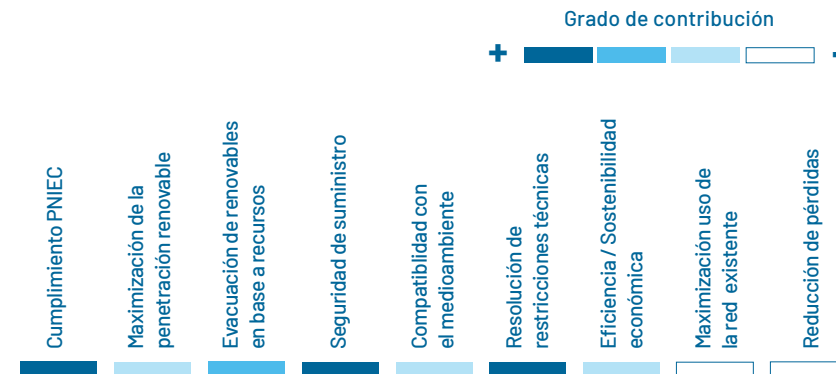 Grado de contribución
+
Cumplimiento PNIEC
Maximización de la
penetración renovable
Evacuación de renovables
en base a recursos
Seguridad de suministro
Compatiblidad con
el medioambiente
Resolución de
restricciones técnicas
Eficiencia / Sostenibilidad
económica
Maximización uso de
la red existente
Reducción de pérdidas